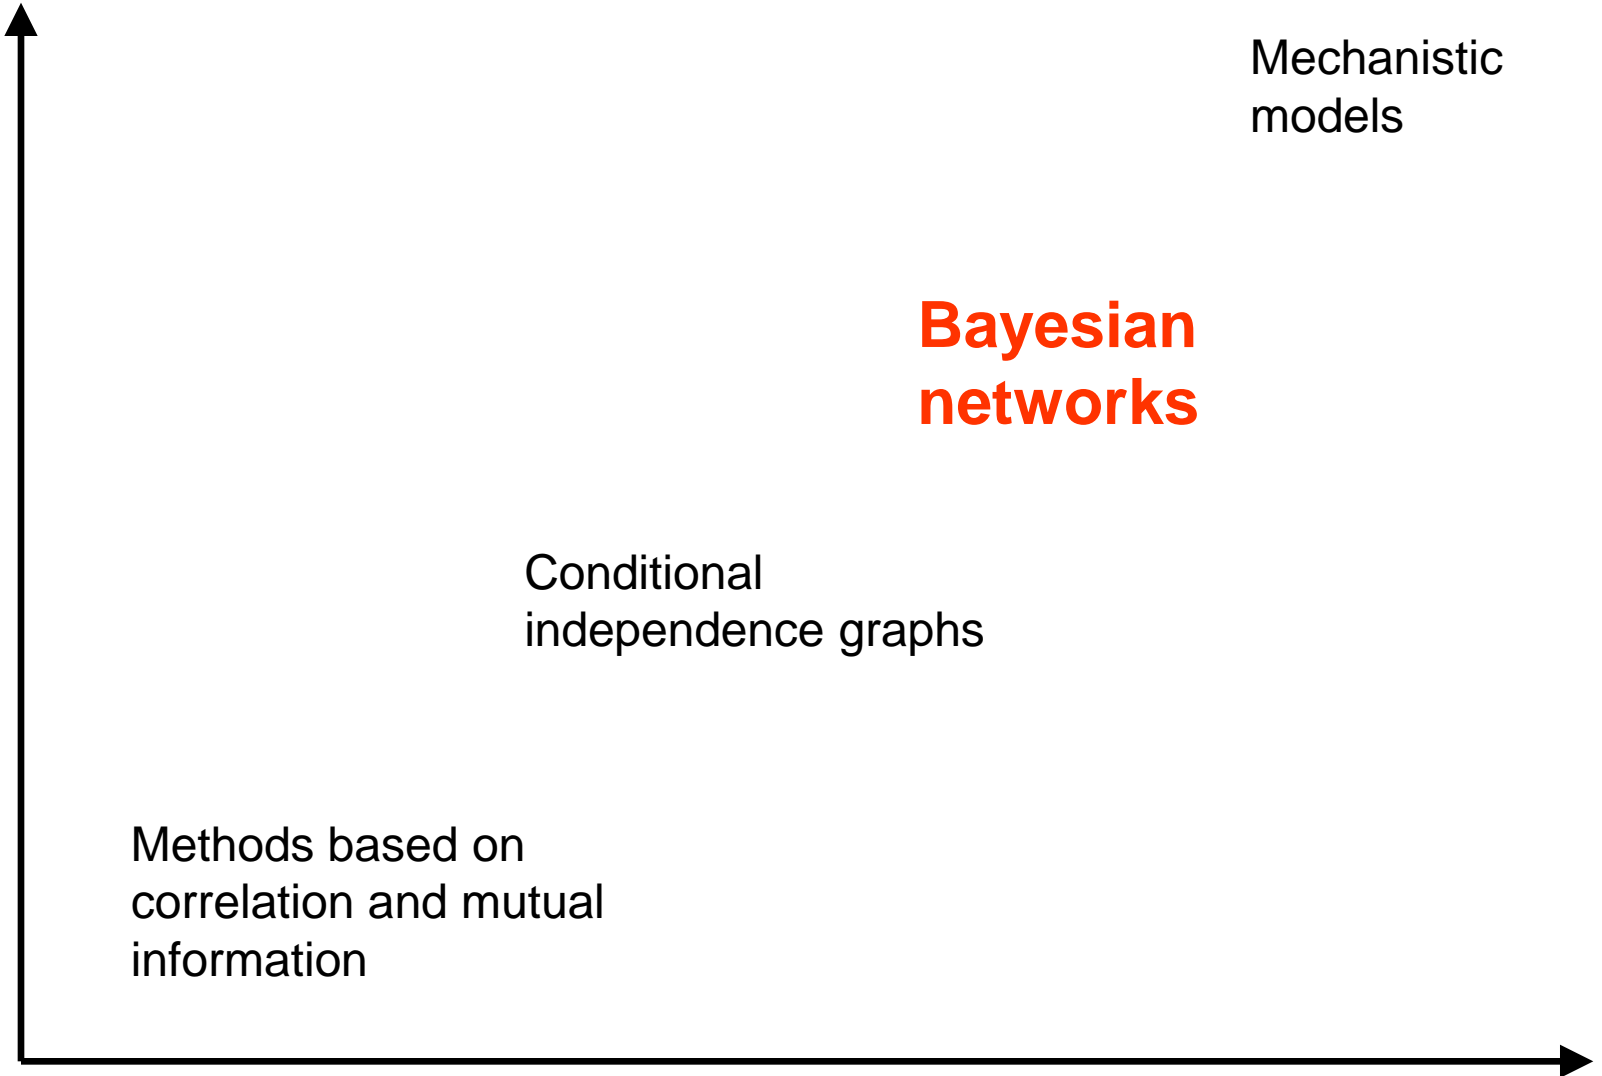 Mechanistic
models
Bayesian
networks
Conditional
independence graphs
Methods based on
correlation and mutual
information